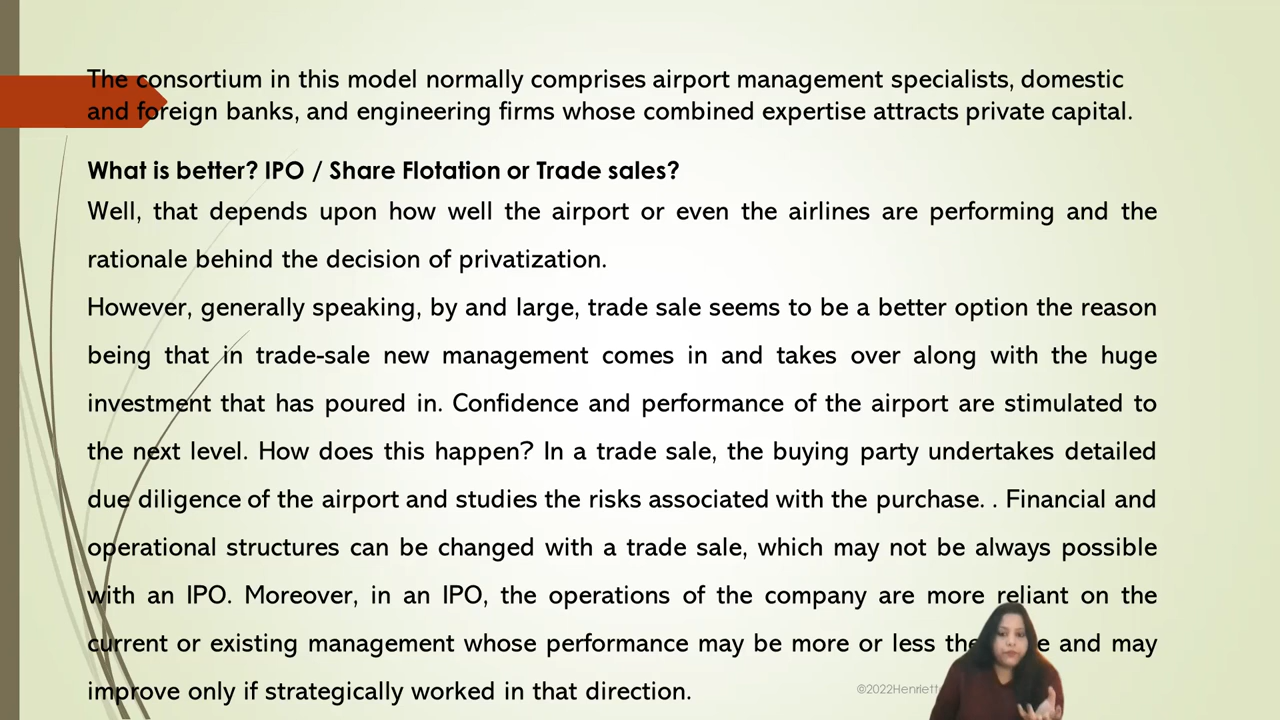 The consortium in this model normally comprises airport management specialists, domestic
and foreign banks, and engineering firms whose combined expertise attracts private capital.
What is better? IPO / Share Flotation or Trade sales?
Well, that depends upon how well the airport or even the airlines are performing and the
rationale behind the decision of privatization.
However, generally speaking, by and large, trade sale seems to be a better option the reason
being that in trade-sale new management comes in and takes over along with the huge
investment that has poured in. Confidence and performance of the airport are stimulated to
the next level. How does this happen? In a trade sale, the buying party undertakes detailed
due diligence of the airport and studies the risks associated with the purchase. . Financial and
operational structures can be changed with a trade sale, which may not be always possible
with an IPO. Moreover, in an IPO, the operations of the company are more reliant on the
current or existing management whose performance may be more or less and may
improve only if strategically worked in that direction.